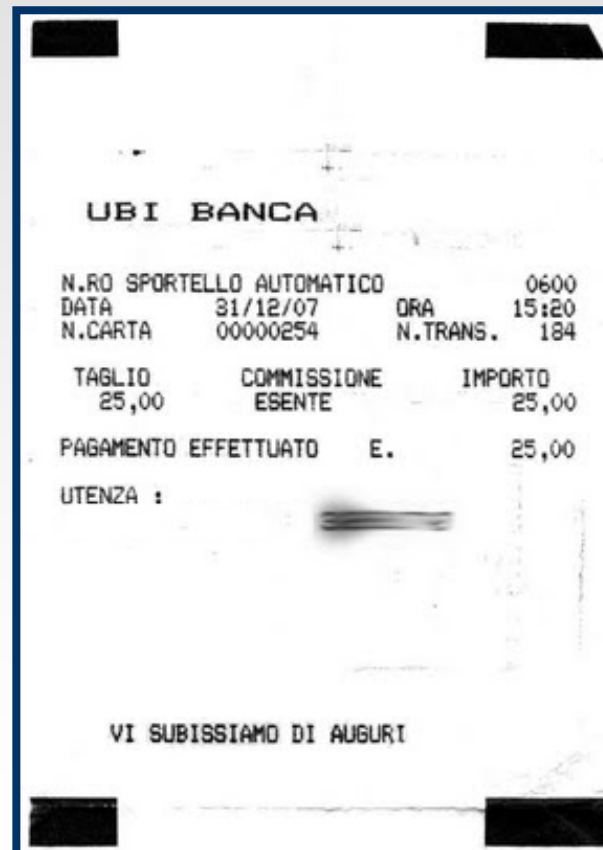 UBI BANCA
N.RO SPORTELLO AUTOMATICO 0600
DATA 31/12/07 ORA 15:20
N.CARTA 00000254 N.TRANS. 184
TAGLIO COMMISSIONE IMPORTO
25,00 ESENTE 25,00
PAGAMENTO EFFETTUATO E. 25,00
UTENZA :
VI SUBISSIAMO DI AUGURI